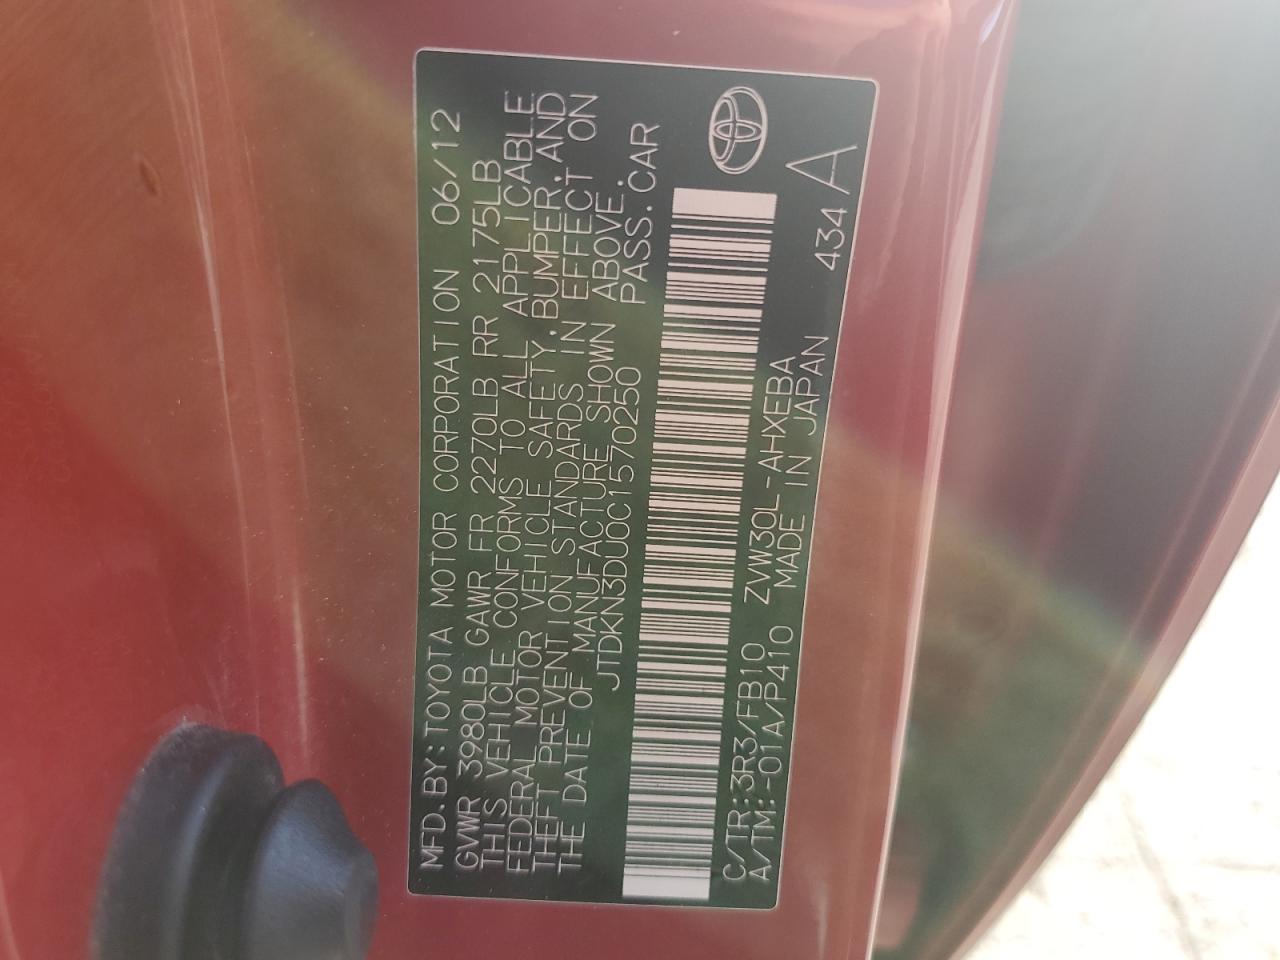 MFD.BY:TOYOTA MOTOR CORPORATION 06/12
GVWR 3980LB GAWR FR 2270LB RR 2175LB
THIS VEHICLE CONFORMS TO ALL APPLICABLE
FEDERAL MOTOR VEHICLE SAFETY,BUMPER,AND
THEFT PREVENTION STANDARDS IN EFFECT ON
THE DATE OF MANUFACTURE SHOWN ABOVE.
JTDKN3DU0C1570250 PASS.CAR
C/TR:3R3/FB10 ZVW30L-AHXEBA
A/TM:-01A/P410 MADE IN JAPAN 434A